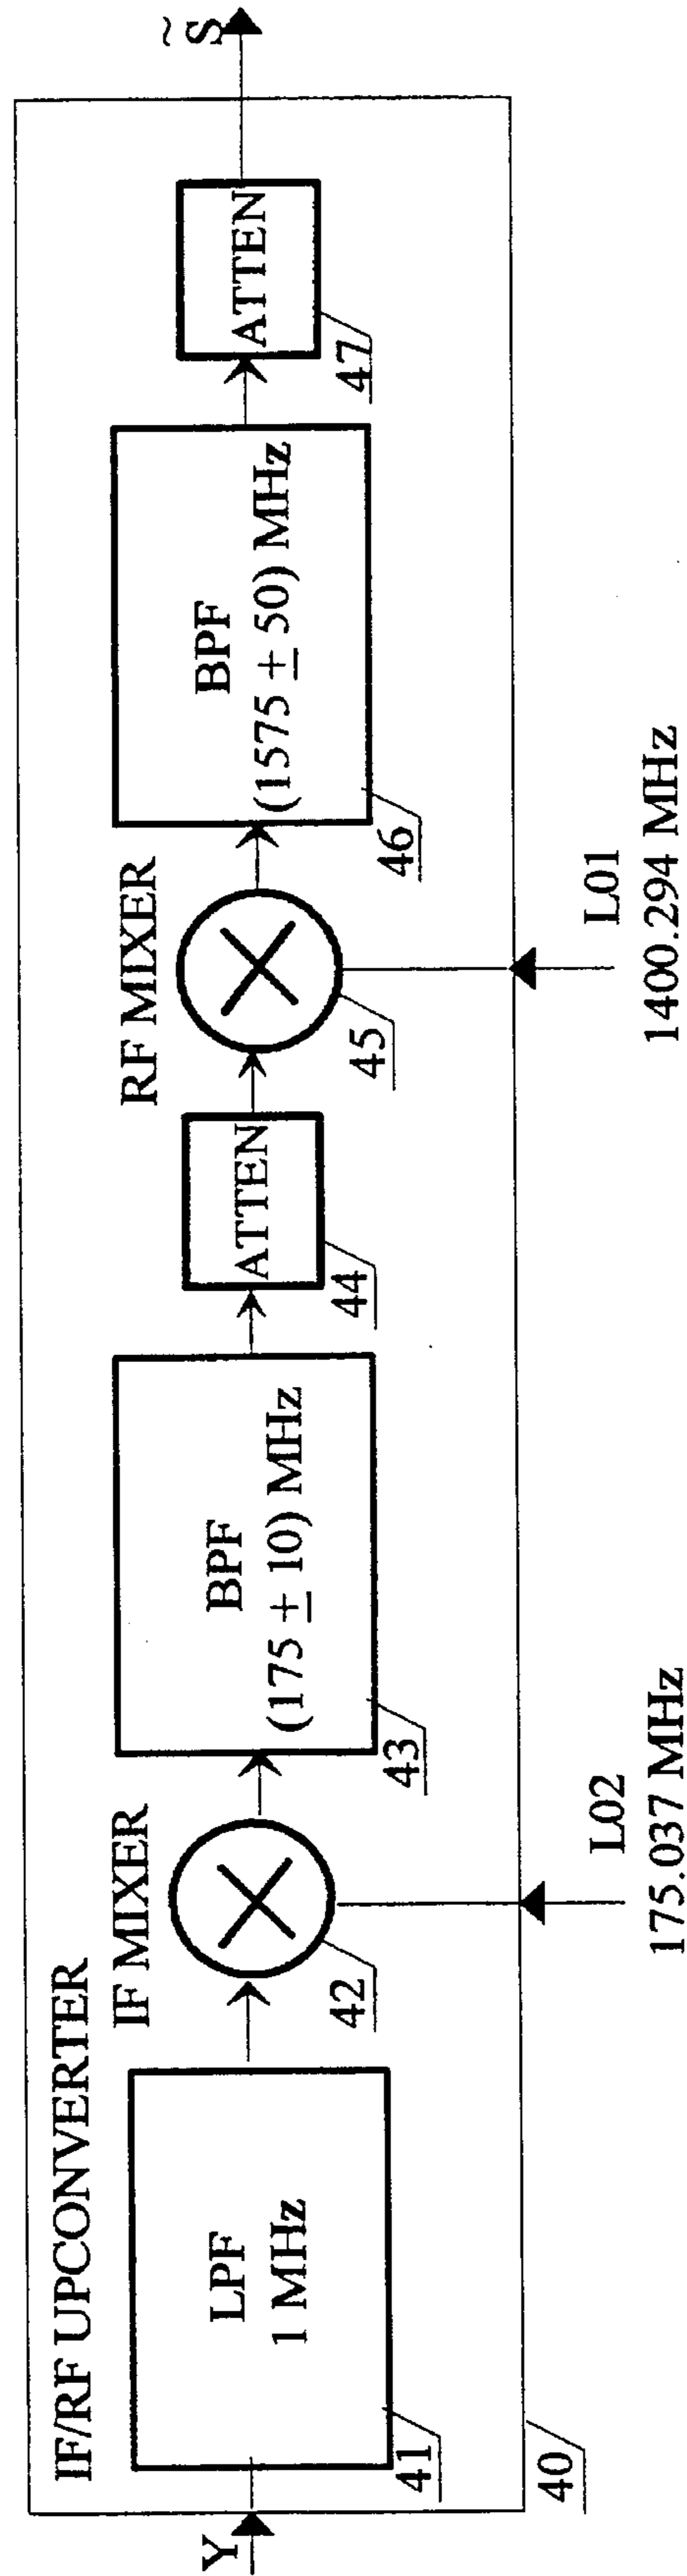 IF/RF UPCONVERTER
Y
LPF
1 MHz
41
IF MIXER
42
BPF
(175 ± 10) MHz
43
ATTEN
44
RF MIXER
45
BPF
(1575 ± 50) MHz
46
ATTEN
47
S̃
40
L02
175.037 MHz
L01
1400.294 MHz